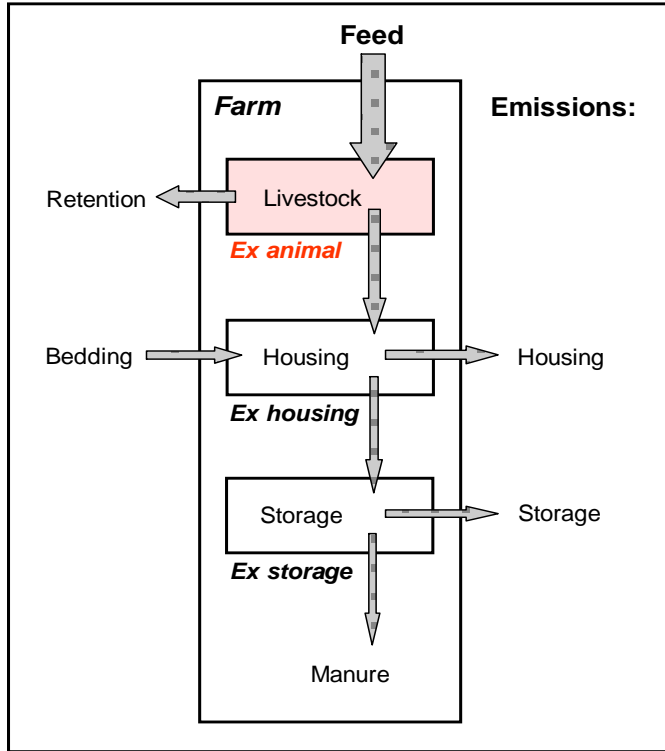 Feed
Farm
Emissions:
Livestock
Retention
Ex animal
Bedding
Housing
Housing
Ex housing
Storage
Storage
Ex storage
Manure